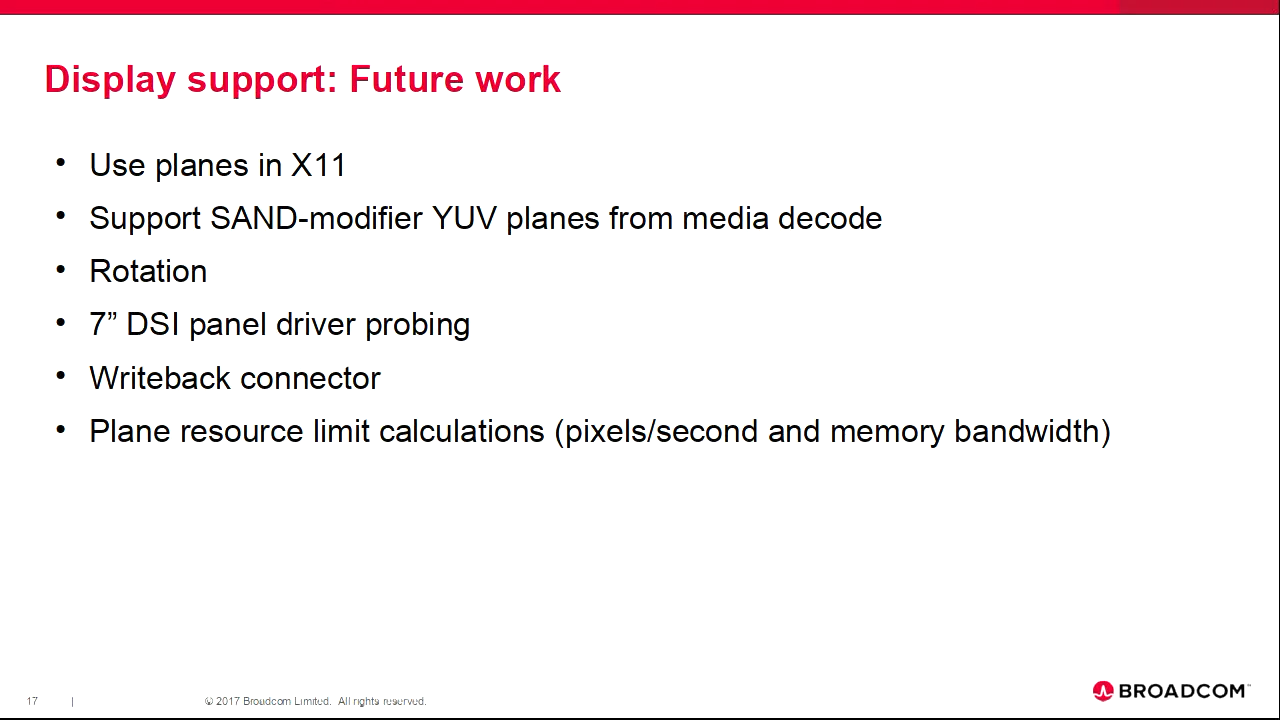 Display support: Future work
• Use planes in X11
• Support SAND-modifier YUV planes from media decode
• Rotation
• 7” DSI panel driver probing
• Writeback connector
• Plane resource limit calculations (pixels/second and memory bandwidth)
17 | © 2017 Broadcom Limited. All rights reserved.
BROADCOM™